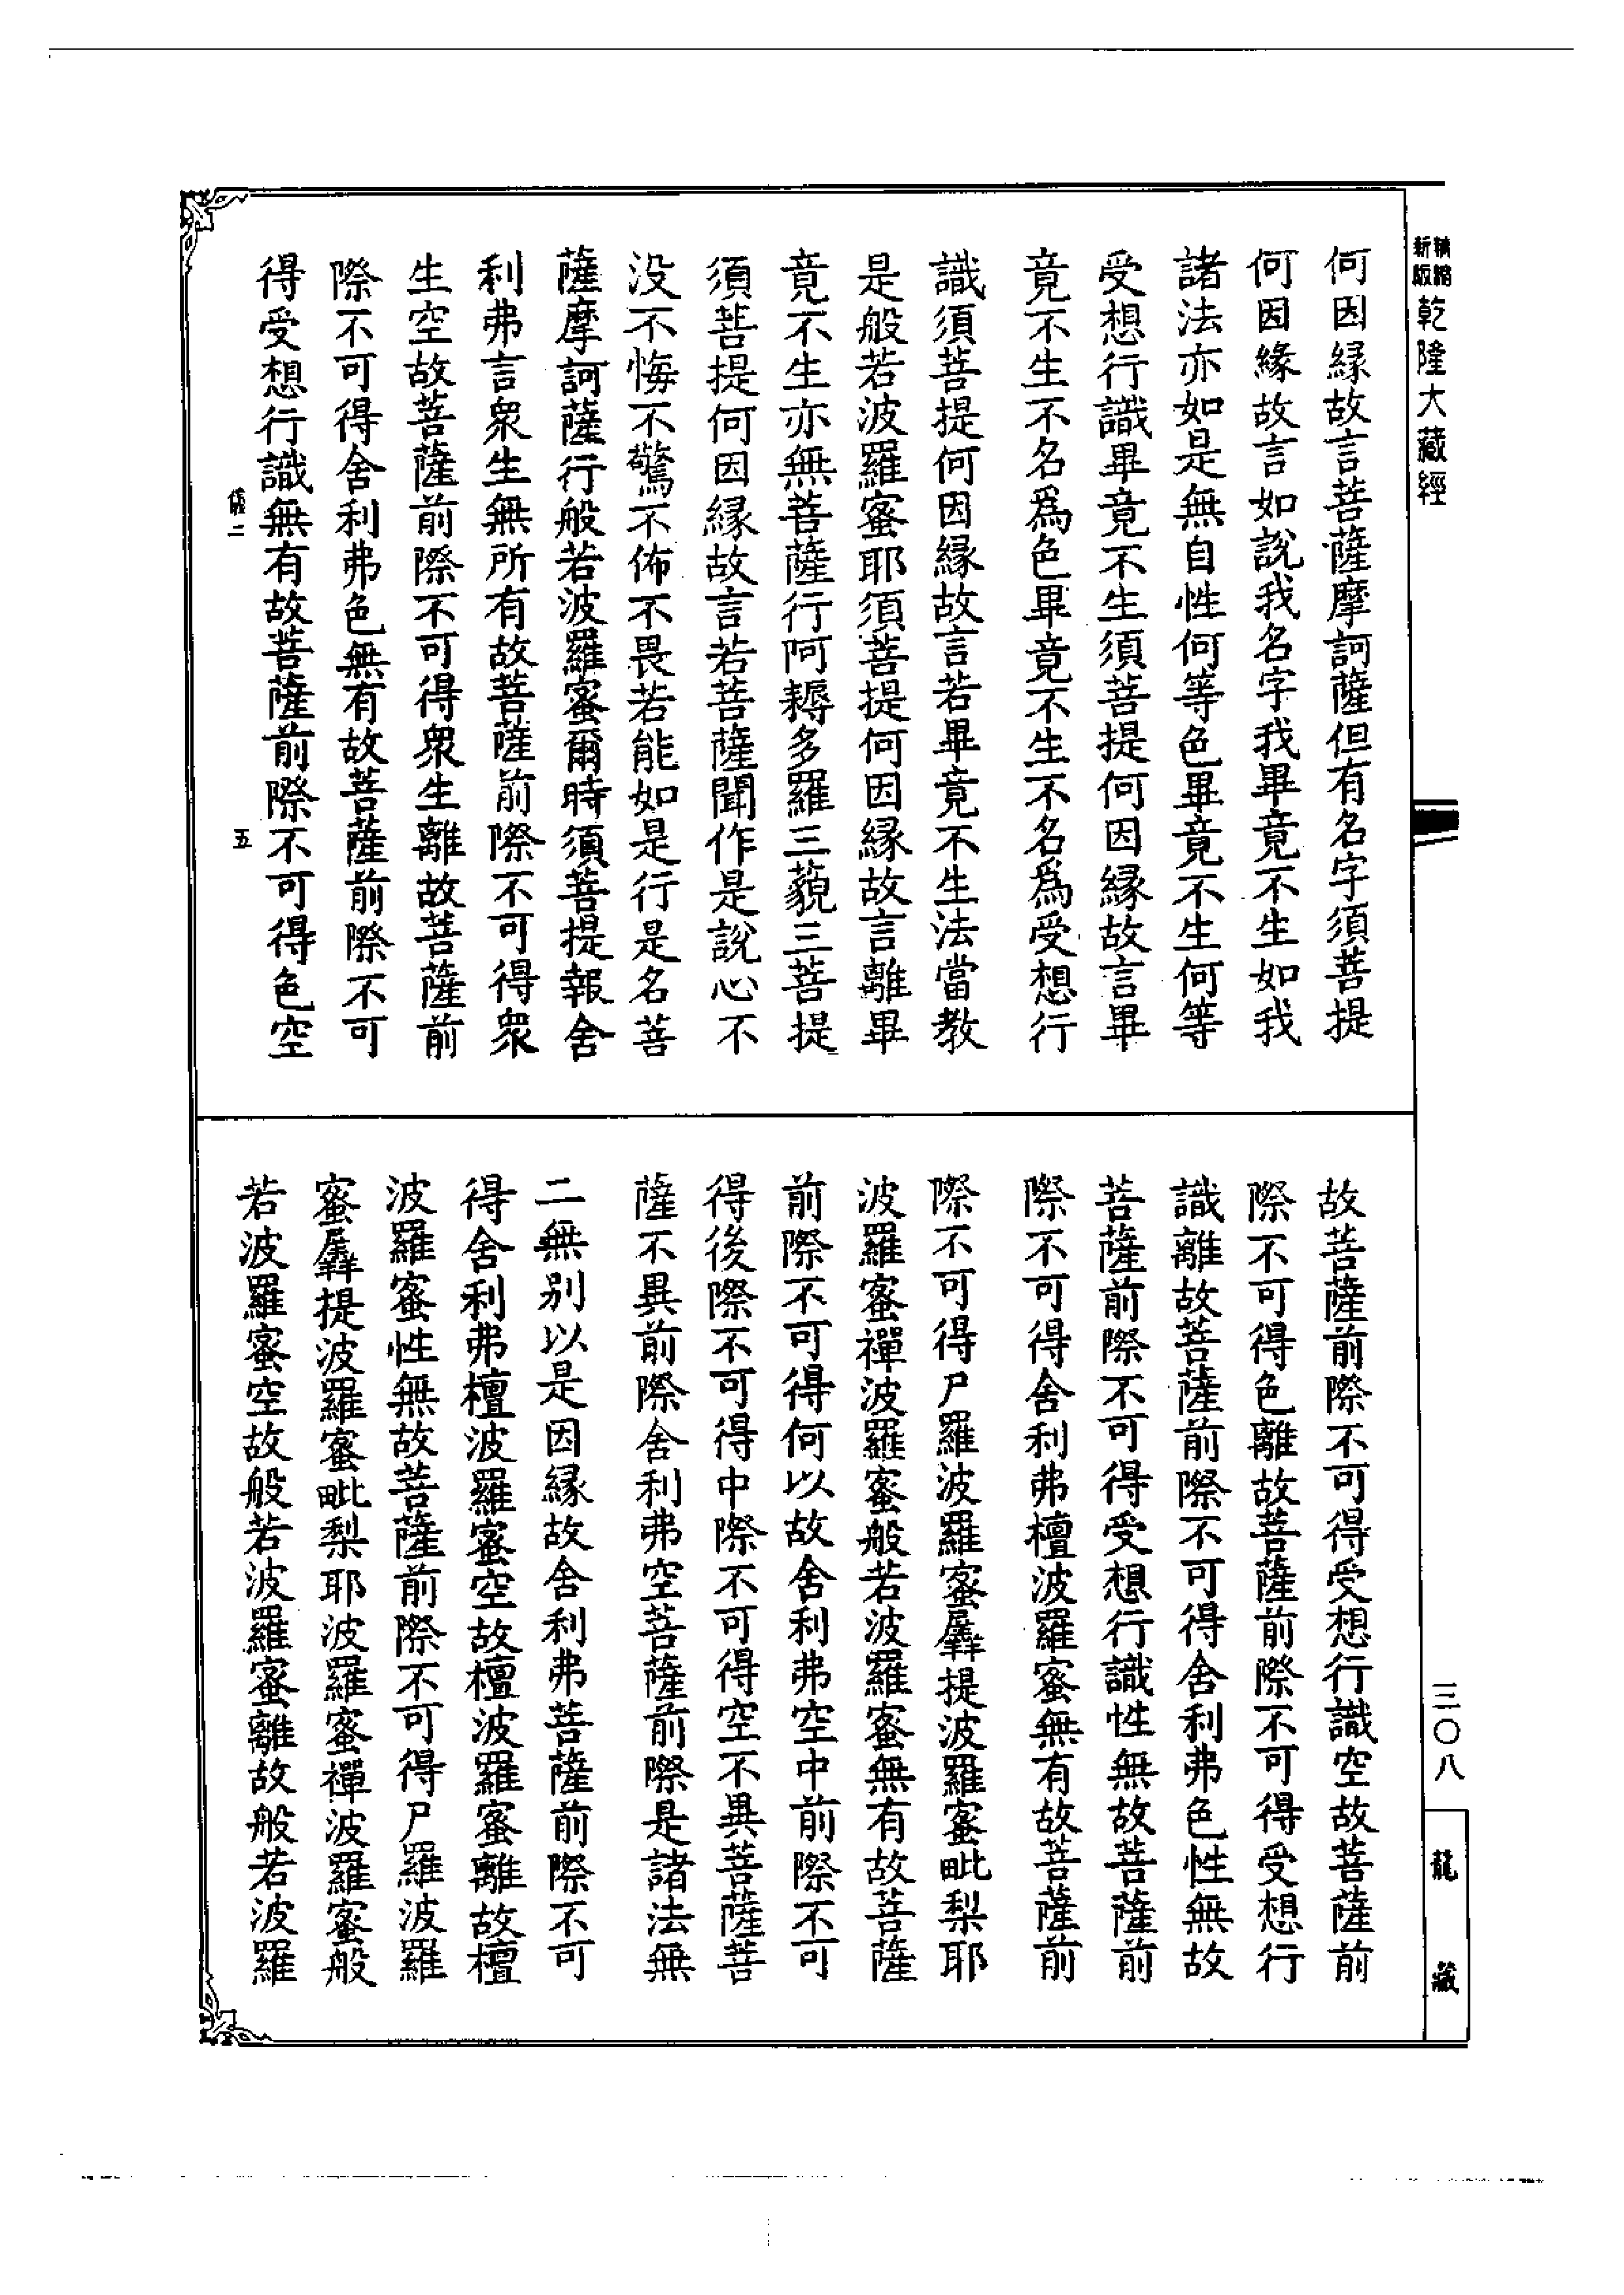 精縮新版乾隆大藏經
何因緣故言菩薩摩訶薩但有名字須菩提
何因緣故言如說我名字我畢竟不生如我
諸法亦如是無自性何等色畢竟不生何等
受想行識畢竟不生須菩提何因緣故言畢
竟不生不名爲色畢竟不生不名爲受想行
識須菩提何因緣故言若畢竟不生法當教
是般若波羅蜜耶須菩提何因緣故言離畢
竟不生亦無菩薩行阿耨多羅三藐三菩提
須菩提何因緣故言若菩薩聞作是說心不
没不悔不驚不怖不畏若能如是行是名菩
薩摩訶薩行般若波羅蜜爾時須菩提報舍
利弗言衆生無所有故菩薩前際不可得衆
生空故菩薩前際不可得衆生離故菩薩前
際不可得舍利弗色無有故菩薩前際不可
得受想行識無有故菩薩前際不可得色空
二 五
故菩薩前際不可得受想行識空故菩薩前
際不可得色離故菩薩前際不可得受想行
識離故菩薩前際不可得舍利弗色性無故
菩薩前際不可得受想行識性無故菩薩前
際不可得舍利弗檀波羅蜜無有故菩薩前
際不可得尸羅波羅蜜羼提波羅蜜毗梨耶
波羅蜜禪波羅蜜般若波羅蜜無有故菩薩
前際不可得何以故舍利弗空中前際不可
得後際不可得中際不可得空不異菩薩菩
薩不異前際舍利弗空菩薩前際是諸法無
二無別以是因緣故舍利弗菩薩前際不可
得舍利弗檀波羅蜜空故檀波羅蜜離故檀
波羅蜜性無故菩薩前際不可得尸羅波羅
蜜羼提波羅蜜毗梨耶波羅蜜禪波羅蜜般
若波羅蜜空故般若波羅蜜離故般若波羅
三〇八
龍藏